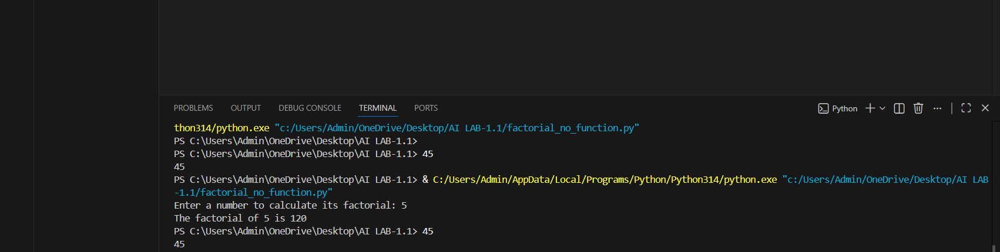 PROBLEMS OUTPUT DEBUG CONSOLE TERMINAL PORTS Python
thon314/python.exe "c:/Users/Admin/OneDrive/Desktop/AI LAB-1.1/factorial_no_function.py"
PS C:\Users\Admin\OneDrive\Desktop\AI LAB-1.1>
PS C:\Users\Admin\OneDrive\Desktop\AI LAB-1.1> 45
45
PS C:\Users\Admin\OneDrive\Desktop\AI LAB-1.1> & C:/Users/Admin/AppData/Local/Programs/Python/Python314/python.exe "c:/Users/Admin/OneDrive/Desktop/AI LAB
-1.1/factorial_no_function.py"
Enter a number to calculate its factorial: 5
The factorial of 5 is 120
PS C:\Users\Admin\OneDrive\Desktop\AI LAB-1.1> 45
45